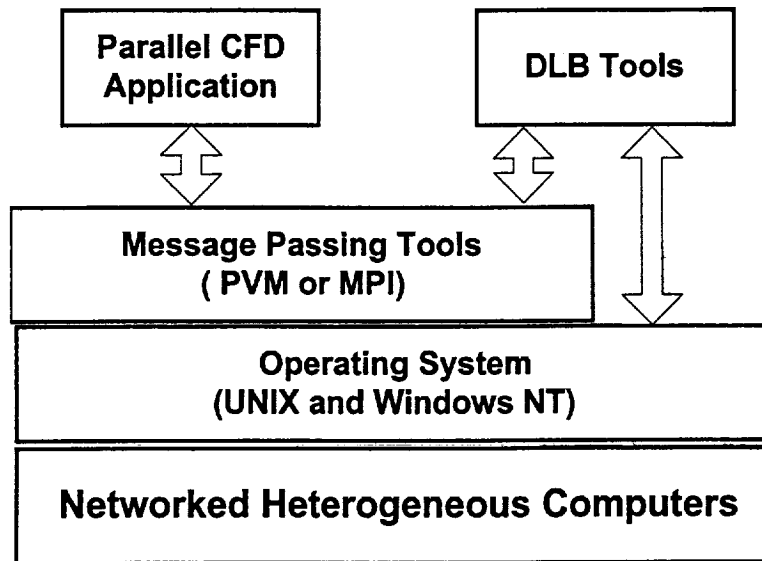 Parallel CFD
Application
DLB Tools
Message Passing Tools
( PVM or MPI)
Operating System
(UNIX and Windows NT)
Networked Heterogeneous Computers